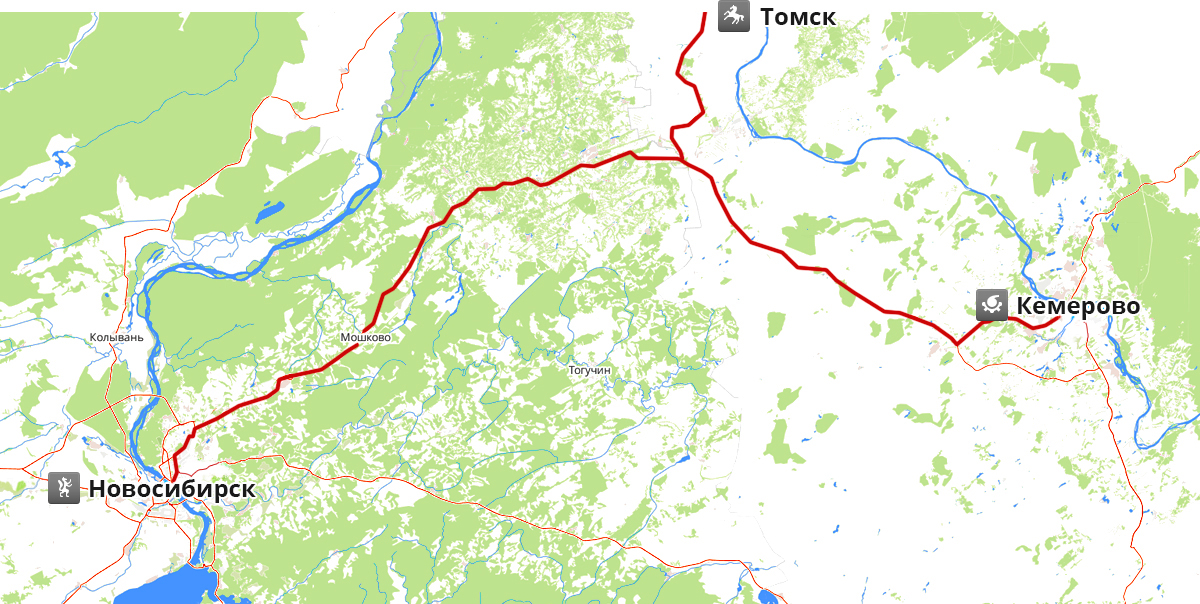 Томск
Кемерово
Колывань
Мошково
Тогучин
Новосибирск